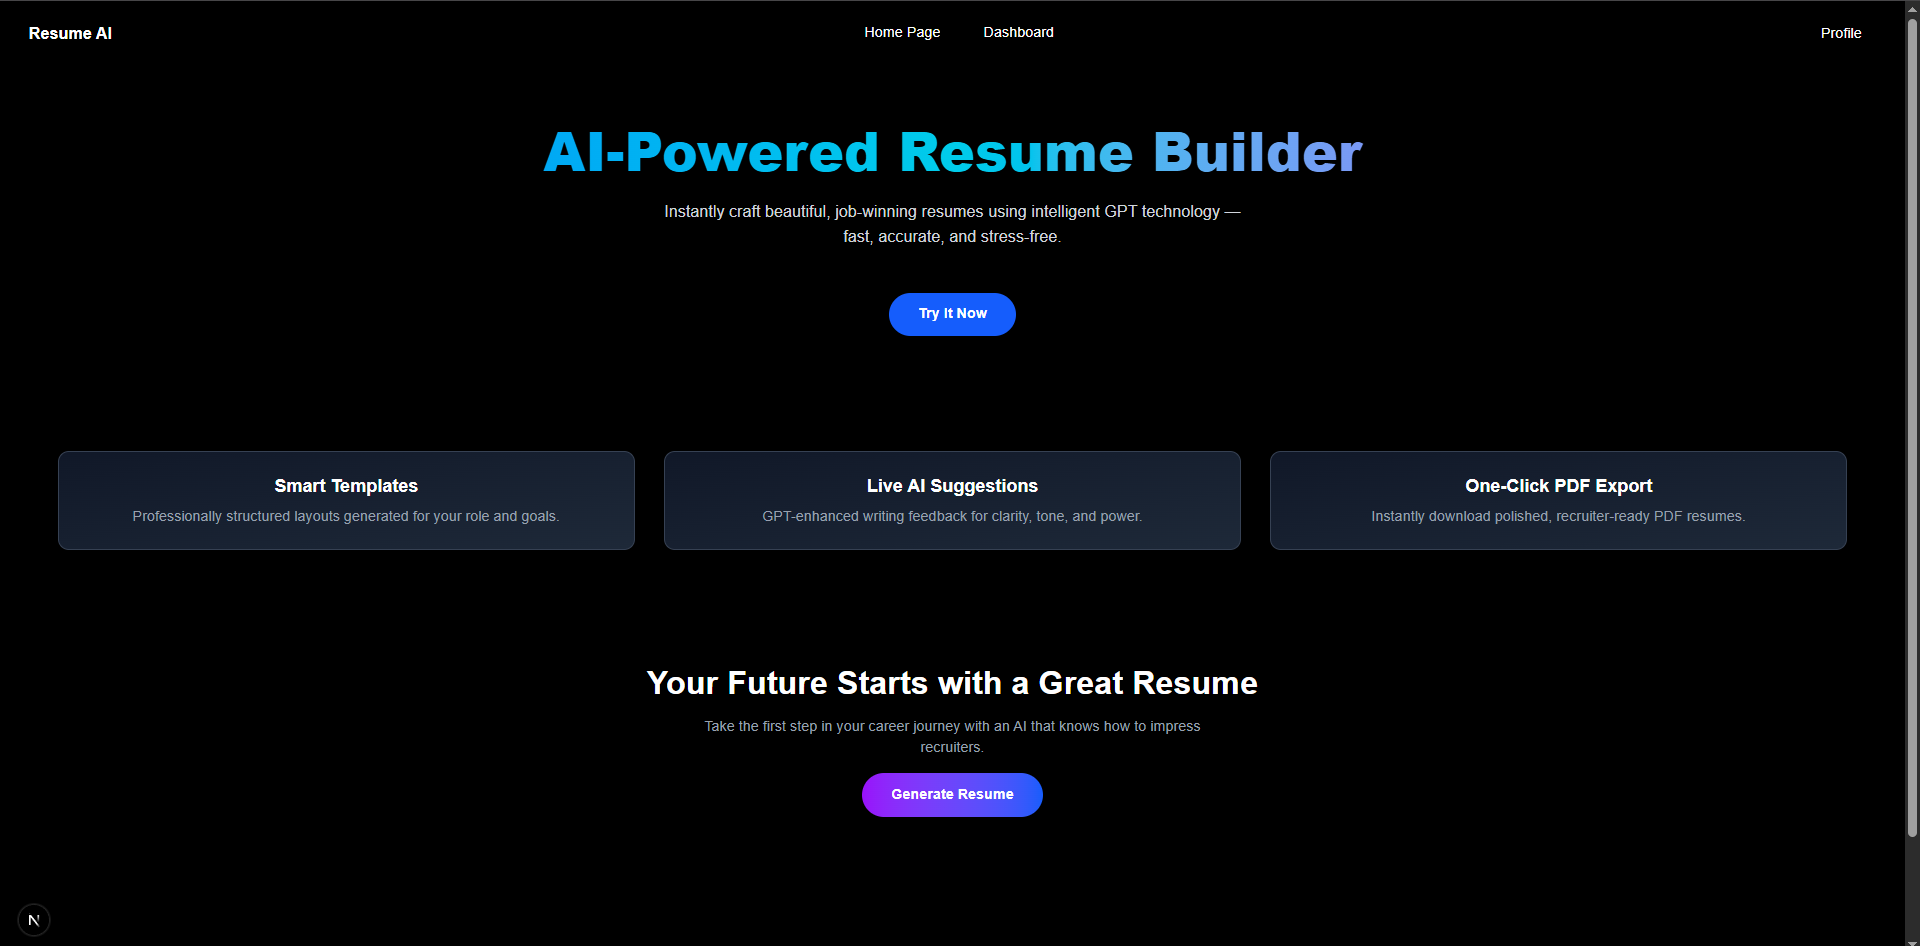 Resume AI
Home Page
Dashboard
Profile
AI-Powered Resume Builder
Instantly craft beautiful, job-winning resumes using intelligent GPT technology —
fast, accurate, and stress-free.
Try It Now
Smart Templates
Professionally structured layouts generated for your role and goals.
Live AI Suggestions
GPT-enhanced writing feedback for clarity, tone, and power.
One-Click PDF Export
Instantly download polished, recruiter-ready PDF resumes.
Your Future Starts with a Great Resume
Take the first step in your career journey with an AI that knows how to impress
recruiters.
Generate Resume
N